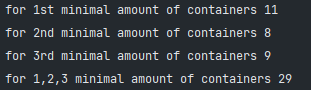 for 1st minimal amount of containers 11
for 2nd minimal amount of containers 8
for 3rd minimal amount of containers 9
for 1,2,3 minimal amount of containers 29